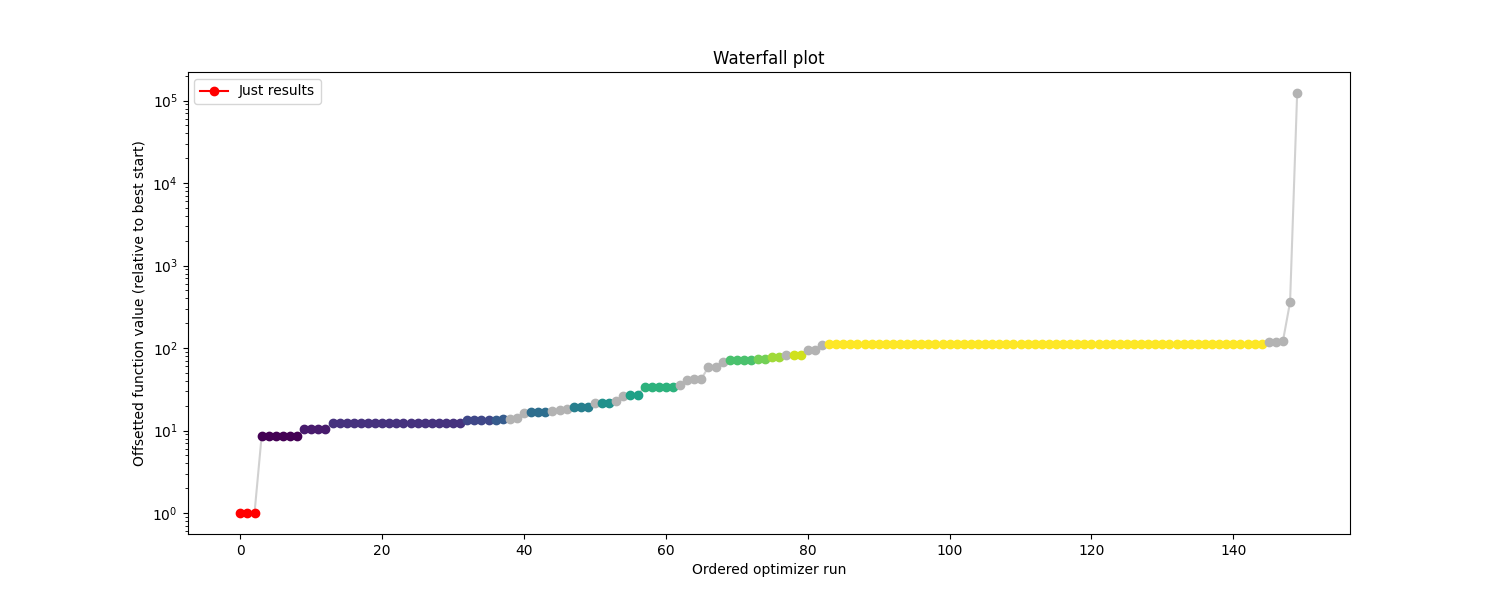 Waterfall plot
Just results
Offsetted function value (relative to best start)
10^5
10^4
10^3
10^2
10^1
10^0
0 20 40 60 80 100 120 140
Ordered optimizer run